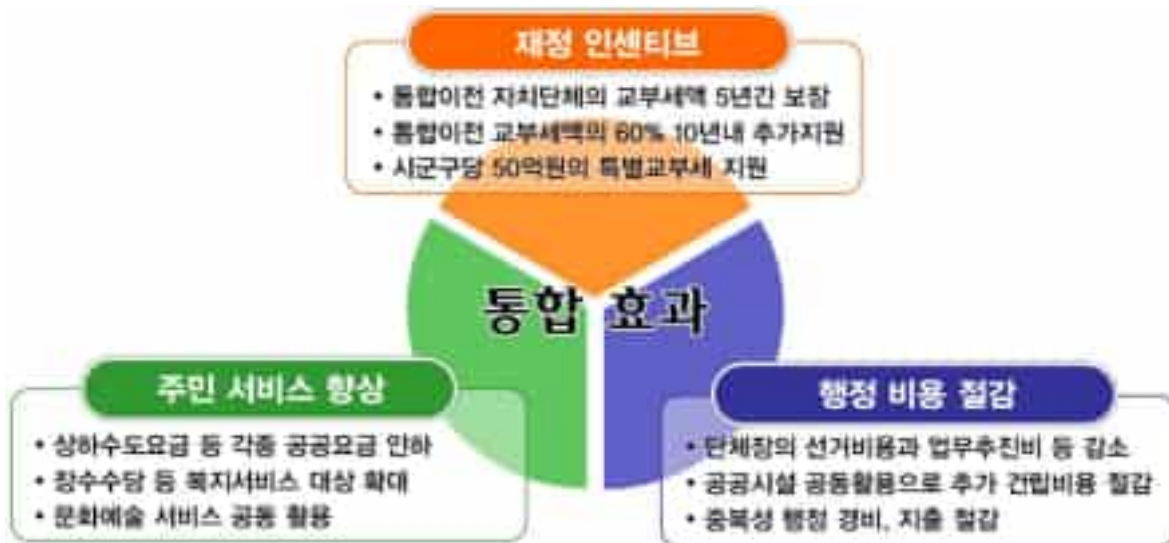 재정 인센티브
• 통합이전 자치단체의 교부세액 5년간 보장
• 통합이전 교부세액의 60% 10년내 추가지원
• 시군구당 50억원의 특별교부세 지원
통합 효과
주민 서비스 향상
• 상하수도요금 등 각종 공공요금 인하
• 장수수당 등 복지서비스 대상 확대
• 문화예술 서비스 공동 활용
행정 비용 절감
• 단체장의 선거비용과 업무추진비 등 감소
• 공공시설 공동활용으로 추가 건립비용 절감
• 중복성 행정 경비, 지출 절감